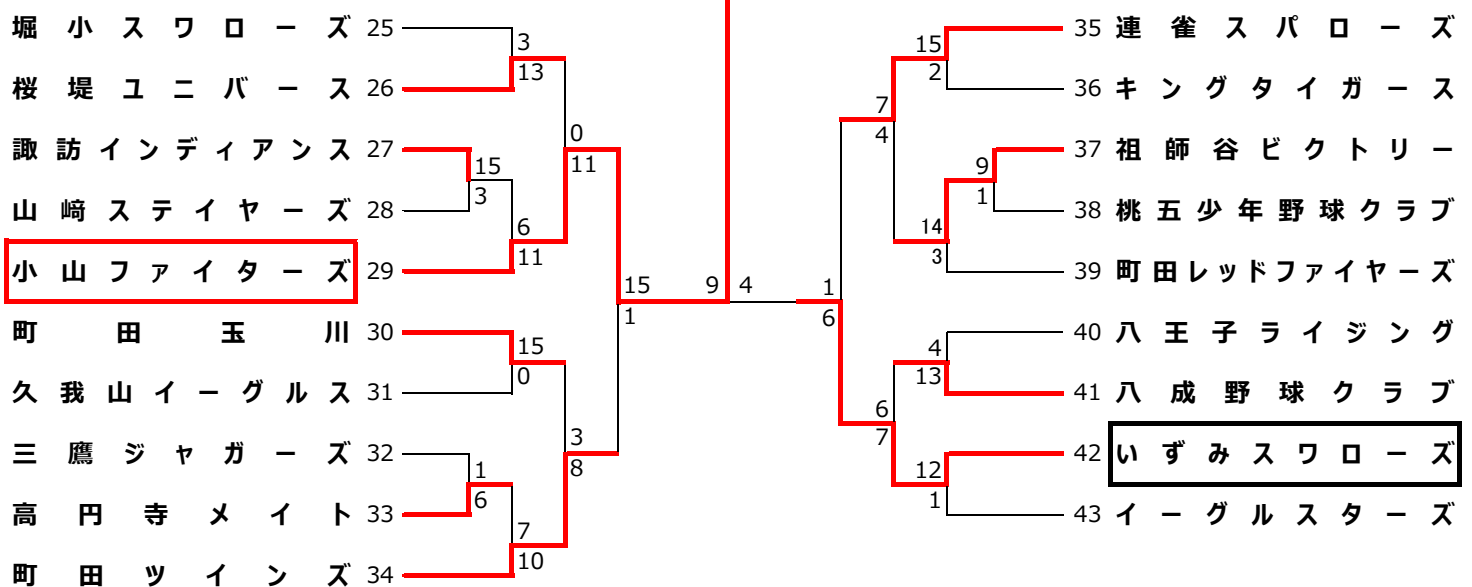 堀小スワローズ 25
桜堤ユニバース 26
諏訪インディアンス 27
山﨑ステイヤーズ 28
小山ファイターズ 29
町田玉川 30
久我山イーグルス 31
三鷹ジャガーズ 32
高円寺メイト 33
町田ツインズ 34
3
13
15
3
6
11
0
11
15
0
1
6
7
10
3
8
15
1
9 4
1
6
7
4
6
7
15
2
9
1
14
3
4
13
12
1
35 連雀スパローズ
36 キングタイガース
37 祖師谷ビクトリー
38 桃五少年野球クラブ
39 町田レッドファイヤーズ
40 八王子ライジング
41 八成野球クラブ
42 いずみスワローズ
43 イーグルスターズ